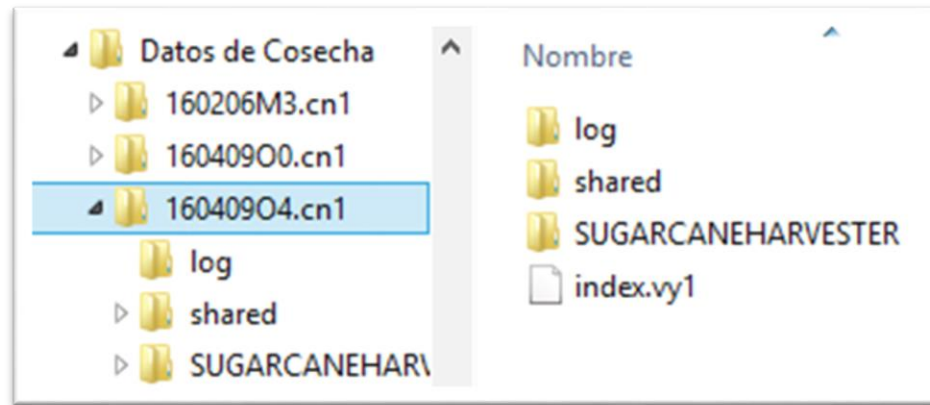 Datos de Cosecha
160206M3.cn1
160409O0.cn1
160409O4.cn1
log
shared
SUGARCANEHARV
Nombre
log
shared
SUGARCANEHARVESTER
index.vy1